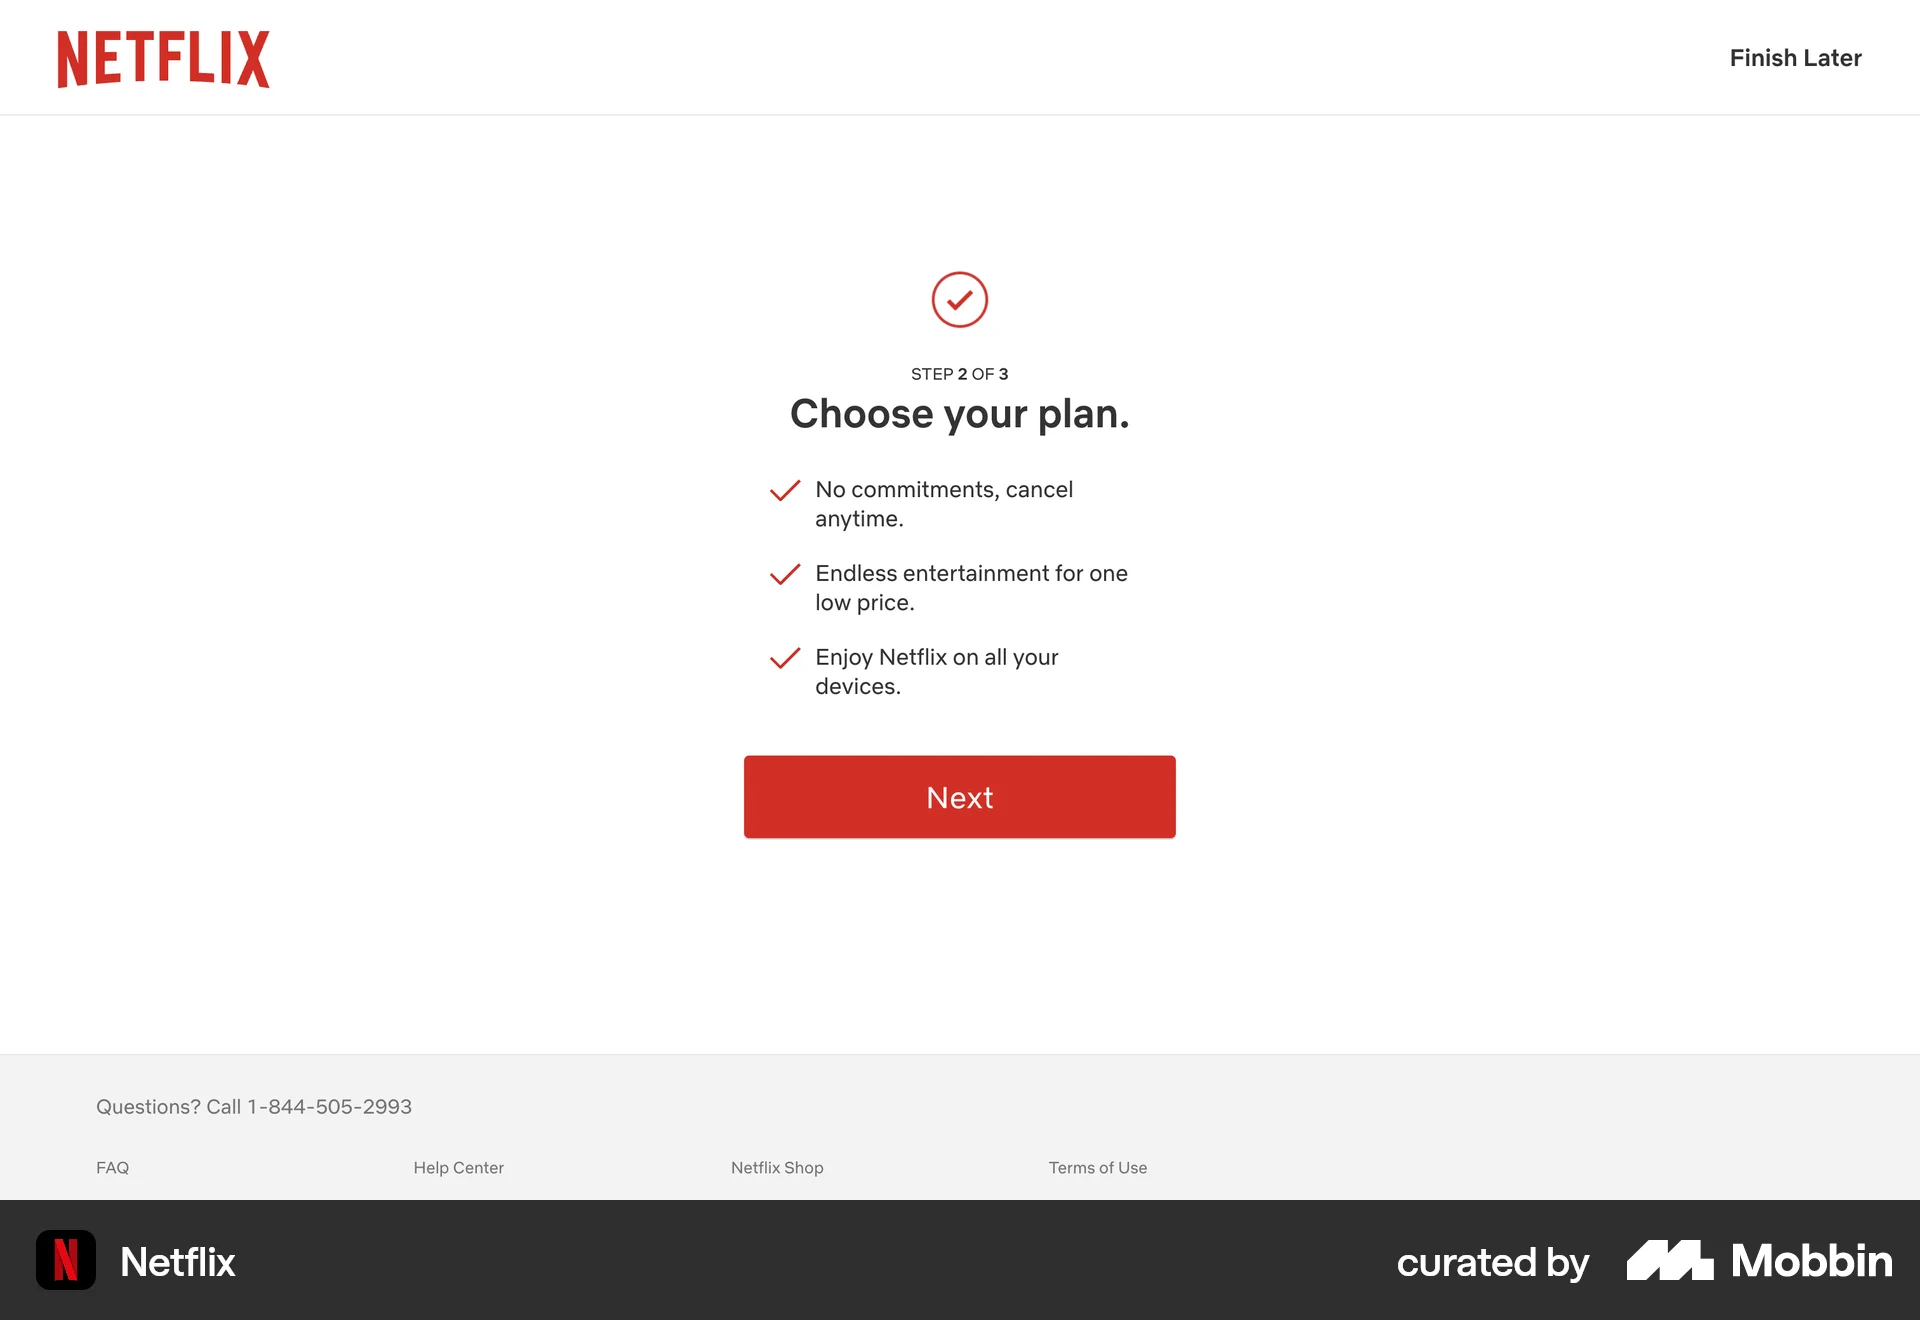 NETFLIX
Finish Later
STEP 2 OF 3
Choose your plan.
No commitments, cancel
anytime.
Endless entertainment for one
low price.
Enjoy Netflix on all your
devices.
Next
Questions? Call 1-844-505-2993
FAQ
Help Center
Netflix Shop
Terms of Use
N
Netflix
curated by
Mobbin